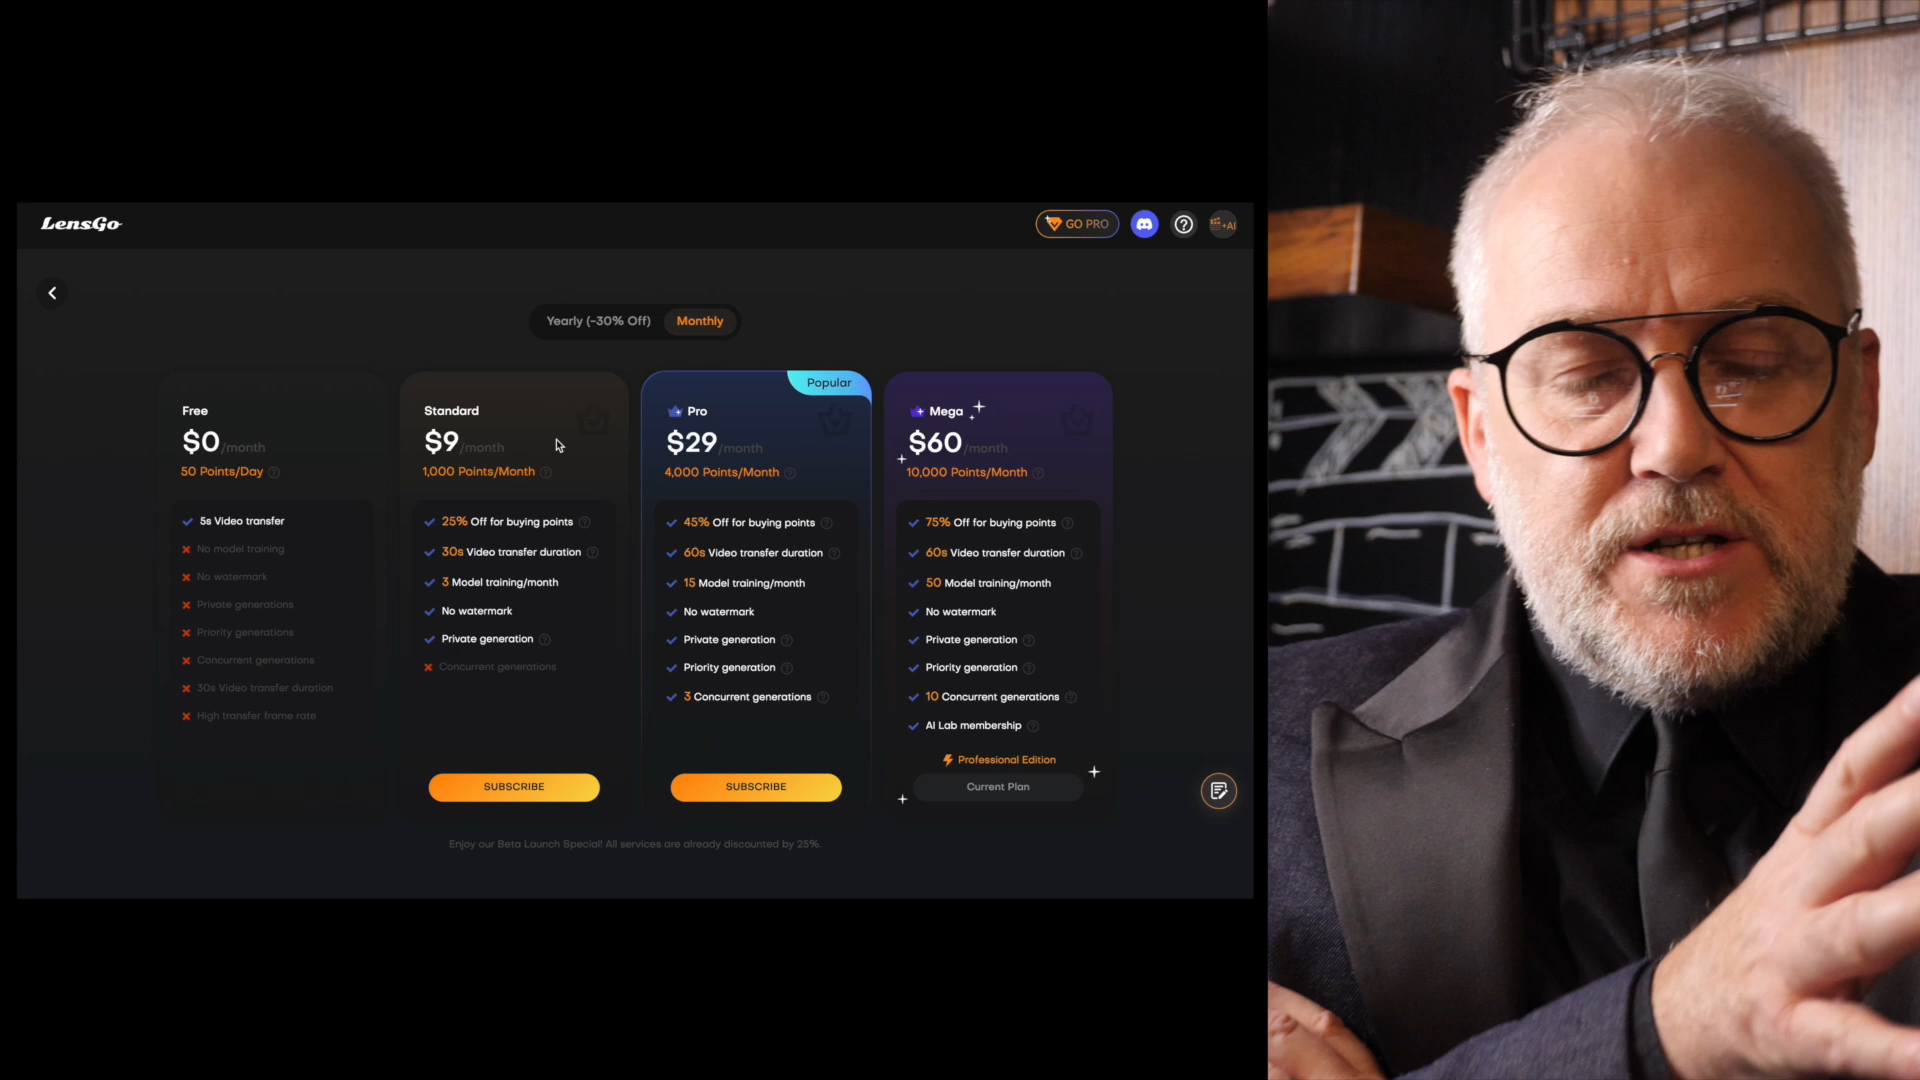 LensGo
GO PRO
+AI
Yearly (-30% Off)
Monthly
Free
$0/month
50 Points/Day
5s Video transfer
No model training
No watermark
Private generations
Priority generations
Concurrent generations
30s Video transfer duration
High transfer frame rate
Standard
$9/month
1,000 Points/Month
25% Off for buying points
30s Video transfer duration
3 Model training/month
No watermark
Private generation
Concurrent generations
SUBSCRIBE
Popular
Pro
$29/month
4,000 Points/Month
45% Off for buying points
60s Video transfer duration
15 Model training/month
No watermark
Private generation
Priority generation
3 Concurrent generations
SUBSCRIBE
Mega
$60/month
10,000 Points/Month
75% Off for buying points
60s Video transfer duration
50 Model training/month
No watermark
Private generation
Priority generation
10 Concurrent generations
AI Lab membership
Professional Edition
Current Plan
Enjoy our Beta Launch Special! All services are already discounted by 25%.